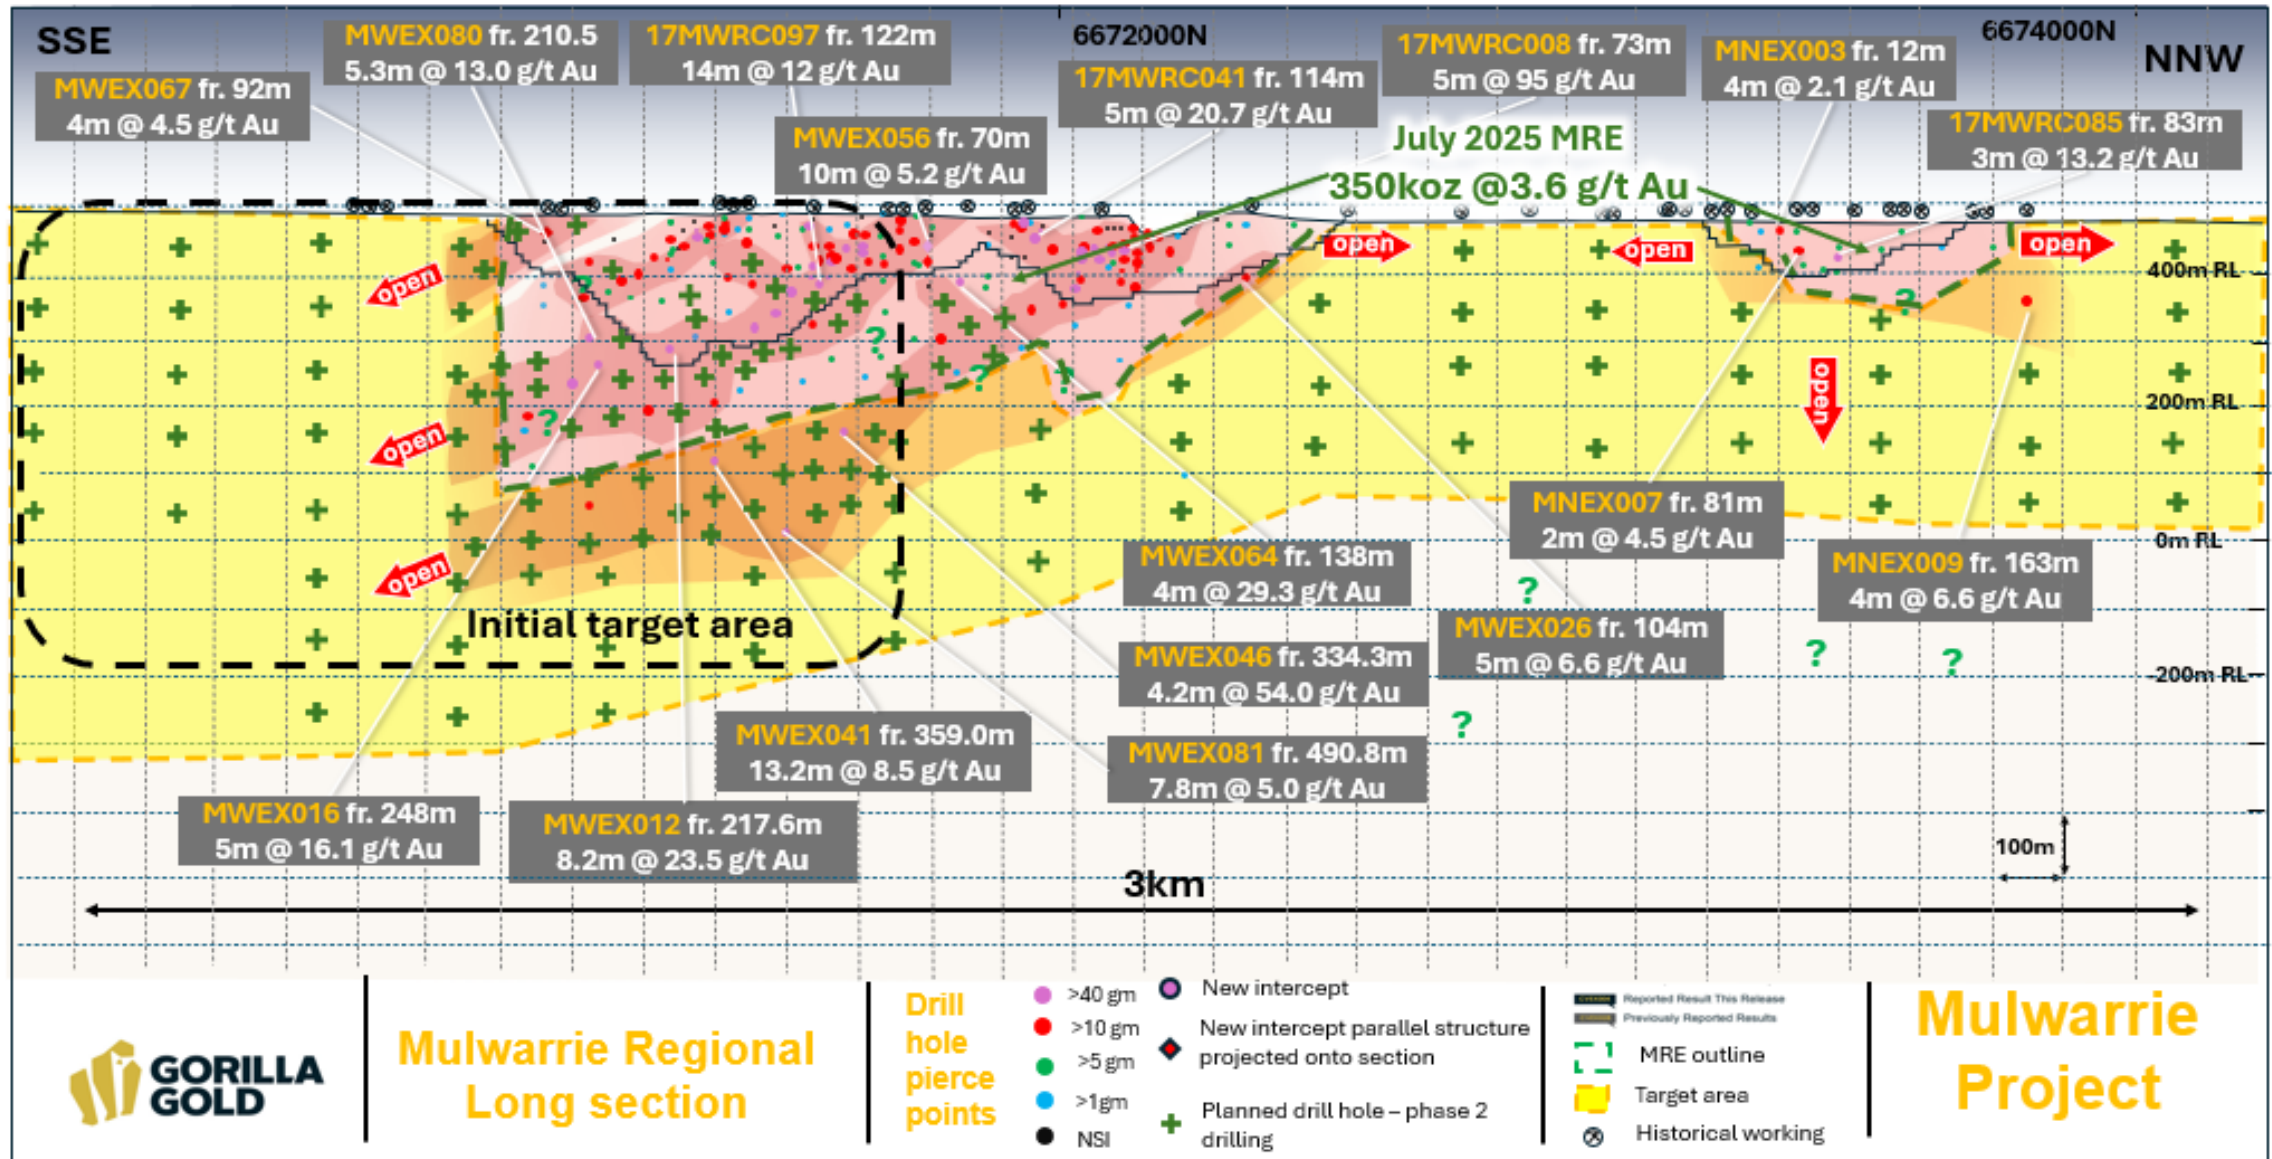 SSE
6672000N
6674000N
NNW
MWEX067 fr. 92m
4m @ 4.5 g/t Au
MWEX080 fr. 210.5
5.3m @ 13.0 g/t Au
17MWRC097 fr. 122m
14m @ 12 g/t Au
MWEX056 fr. 70m
10m @ 5.2 g/t Au
17MWRC041 fr. 114m
5m @ 20.7 g/t Au
17MWRC008 fr. 73m
5m @ 95 g/t Au
MNEX003 fr. 12m
4m @ 2.1 g/t Au
17MWRC085 fr. 83m
3m @ 13.2 g/t Au
July 2025 MRE
350koz @3.6 g/t Au
open
open
open
open
open
open
open
?
?
?
?
?
?
?
?
?
400m RL
200m RL
0m RL
-200m RL
Initial target area
MNEX007 fr. 81m
2m @ 4.5 g/t Au
MWEX064 fr. 138m
4m @ 29.3 g/t Au
MNEX009 fr. 163m
4m @ 6.6 g/t Au
MWEX026 fr. 104m
5m @ 6.6 g/t Au
MWEX046 fr. 334.3m
4.2m @ 54.0 g/t Au
MWEX041 fr. 359.0m
13.2m @ 8.5 g/t Au
MWEX081 fr. 490.8m
7.8m @ 5.0 g/t Au
MWEX016 fr. 248m
5m @ 16.1 g/t Au
MWEX012 fr. 217.6m
8.2m @ 23.5 g/t Au
100m
3km
GORILLA
GOLD
Mulwarrie Regional
Long section
Drill
hole
pierce
points
>40 gm
>10 gm
>5 gm
>1gm
NSI
New intercept
New intercept parallel structure
projected onto section
Planned drill hole – phase 2
drilling
Reported Result This Release
Previously Reported Results
MRE outline
Target area
Historical working
Mulwarrie
Project